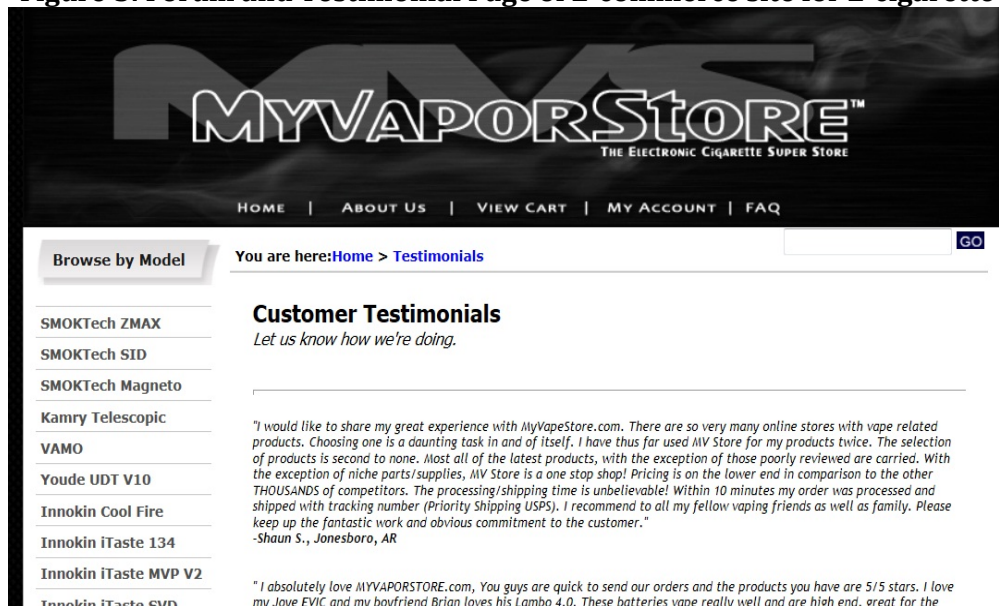 MVS
MYVAPORSTORE™
THE ELECTRONIC CIGARETTE SUPER STORE
HOME | ABOUT US | VIEW CART | MY ACCOUNT | FAQ
GO
Browse by Model
You are here:Home > Testimonials
Customer Testimonials
Let us know how we're doing.
SMOKTech ZMAX
SMOKTech SID
SMOKTech Magneto
Kamry Telescopic
VAMO
Youde UDT V10
Innokin Cool Fire
Innokin iTaste 134
Innokin iTaste MVP V2
Innokin iTaste SVD
"I would like to share my great experience with MyVapeStore.com. There are so very many online stores with vape related
products. Choosing one is a daunting task in and of itself. I have thus far used MV Store for my products twice. The selection
of products is second to none. Most all of the latest products, with the exception of those poorly reviewed are carried. With
the exception of niche parts/supplies, MV Store is a one stop shop! Pricing is on the lower end in comparison to the other
THOUSANDS of competitors. The processing/shipping time is unbelievable! Within 10 minutes my order was processed and
shipped with tracking number (Priority Shipping USPS). I recommend to all my fellow vaping friends as well as family. Please
keep up the fantastic work and obvious commitment to the customer."
-Shaun S., Jonesboro, AR
" I absolutely love MYVAPORSTORE.com, You guys are quick to send our orders and the products you have are 5/5 stars. I love
my Joye EVIC and my boyfriend Brian loves his Lambo 4.0. These batteries vape really well and are high end, great for the